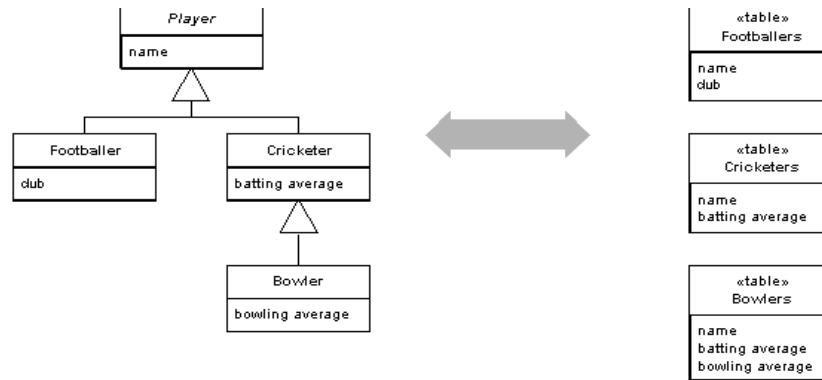 Player
name
Footballer
club
Cricketer
batting average
Bowler
bowling average
«table»
Footballers
name
club
«table»
Cricketers
name
batting average
«table»
Bowlers
name
batting average
bowling average